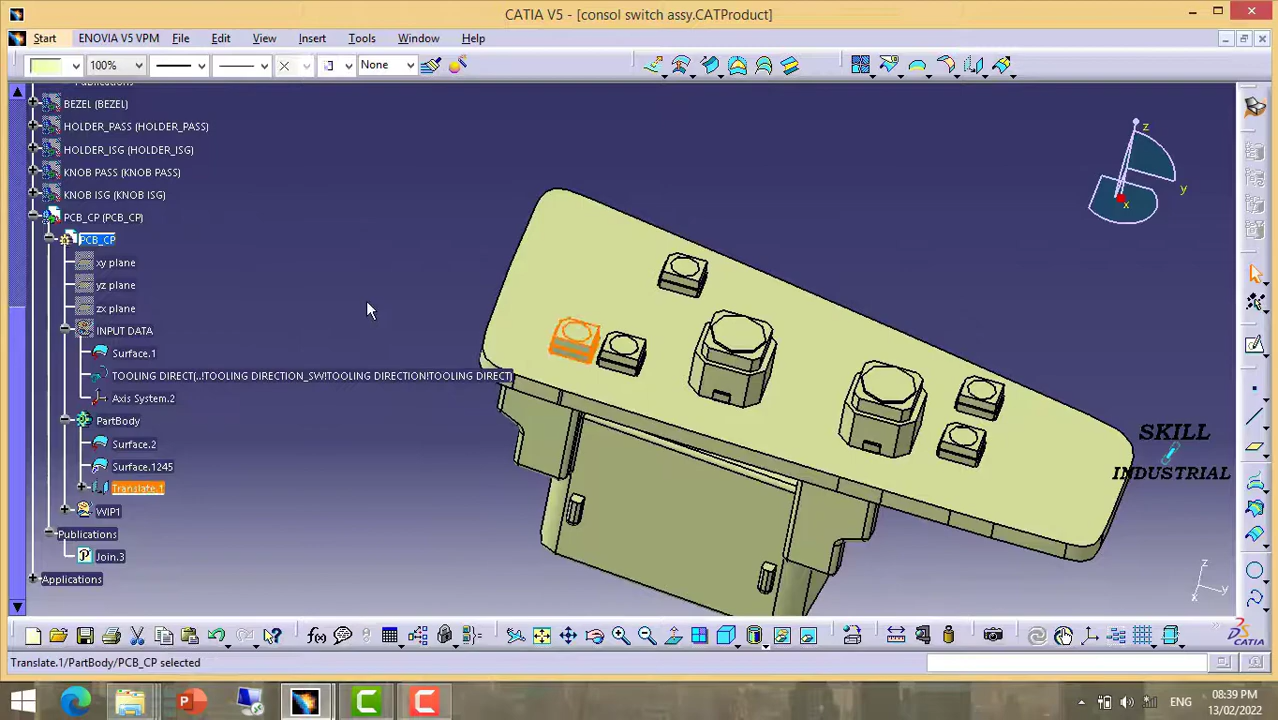 CATIA V5 - [consol switch assy.CATProduct]
Start
ENOVIA V5 VPM
File
Edit
View
Insert
Tools
Window
Help
100%
None
BEZEL (BEZEL)
HOLDER_PASS (HOLDER_PASS)
HOLDER_ISG (HOLDER_ISG)
KNOB PASS (KNOB PASS)
KNOB ISG (KNOB ISG)
PCB_CP (PCB_CP)
PCB_CP
xy plane
yz plane
zx plane
INPUT DATA
Surface.1
TOOLING DIRECT(..!TOOLING DIRECTION_SW!TOOLING DIRECTION!TOOLING DIRECT)
Axis System.2
PartBody
Surface.2
Surface.1245
Translate.1
WIP1
Publications
Join.3
Applications
z
y
x
SKILL
INDUSTRIAL
z
y
x
f(x)
CATIA
Translate.1/PartBody/PCB_CP selected
ENG
08:39 PM
13/02/2022